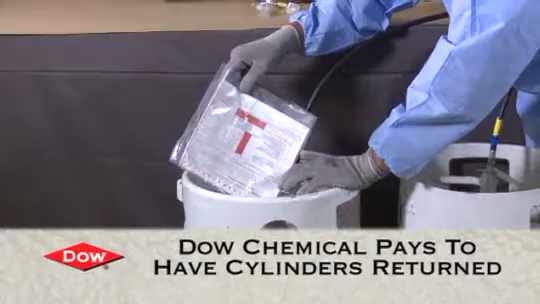 T
DOW CHEMICAL PAYS TO
DOW
HAVE CYLINDERS RETURNED